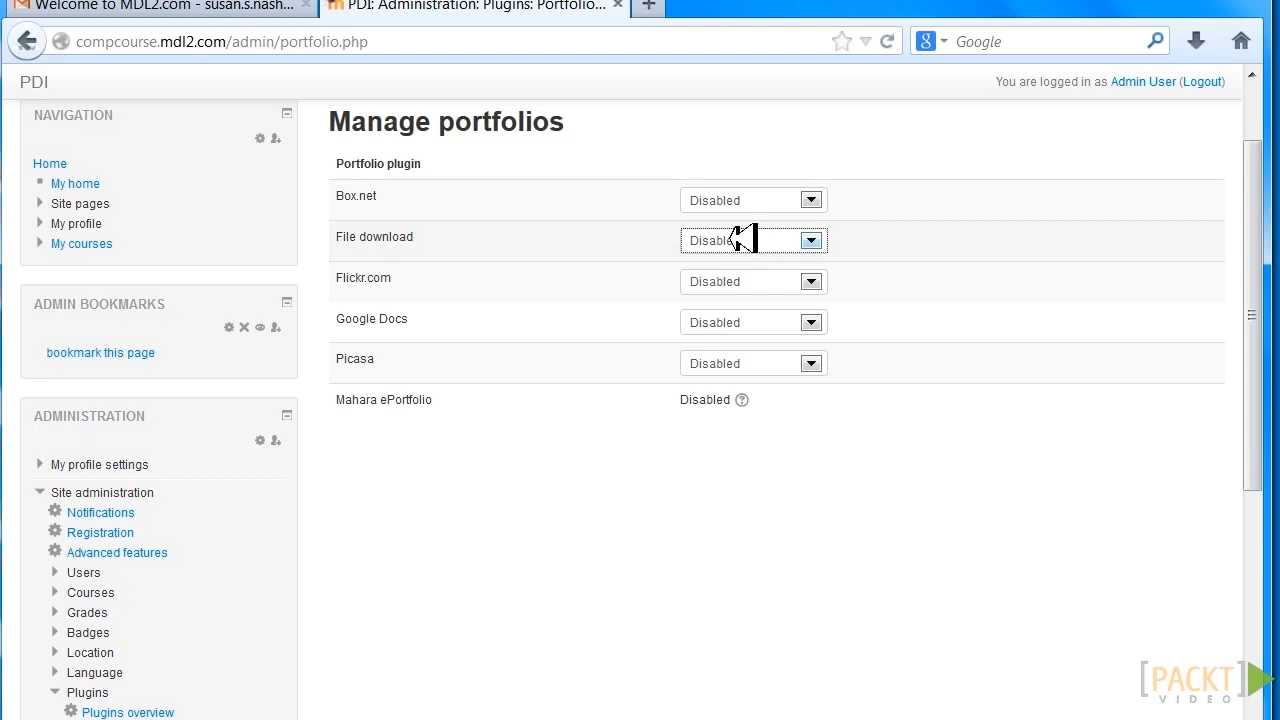 Welcome to MDL2.com - susan.s.nash...
PDI: Administration: Plugins: Portfolio...
compcourse.mdl2.com/admin/portfolio.php
Google
PDI
You are logged in as Admin User (Logout)
NAVIGATION
Home
My home
Site pages
My profile
My courses
ADMIN BOOKMARKS
bookmark this page
ADMINISTRATION
My profile settings
Site administration
Notifications
Registration
Advanced features
Users
Courses
Grades
Badges
Location
Language
Plugins
Plugins overview
Manage portfolios
Portfolio plugin
Box.net Disabled
File download
Flickr.com Disabled
Google Docs Disabled
Picasa Disabled
Mahara ePortfolio Disabled
[PACKT]
VIDEO